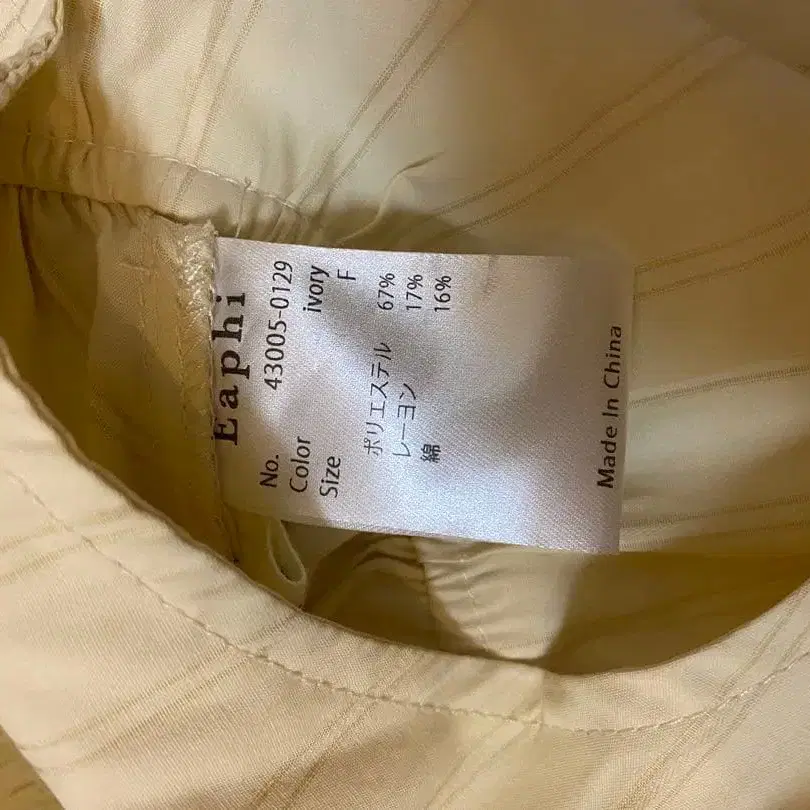 Eaphi
No. 43005-0129
Color ivory
Size F
ポリエステル 67%
レーヨン 17%
綿 16%
Made In China